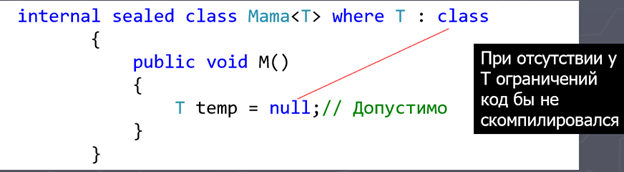 internal sealed class Mama<T> where T : class
{
public void M()
{
T temp = null;// Допустимо
}
}
При отсутствии у
T ограничений
код бы не
скомпилировался